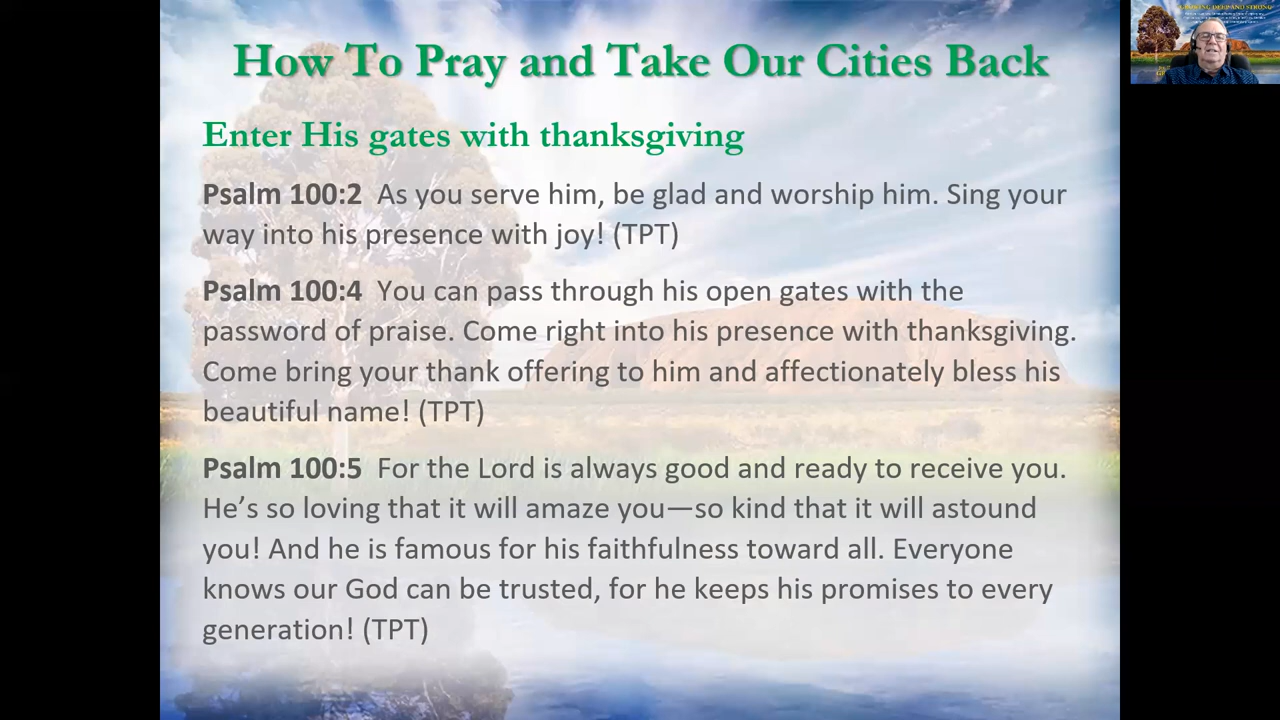 How To Pray and Take Our Cities Back
Enter His gates with thanksgiving
Psalm 100:2 As you serve him, be glad and worship him. Sing your
way into his presence with joy! (TPT)
Psalm 100:4 You can pass through his open gates with the
password of praise. Come right into his presence with thanksgiving.
Come bring your thank offering to him and affectionately bless his
beautiful name! (TPT)
Psalm 100:5 For the Lord is always good and ready to receive you.
He’s so loving that it will amaze you—so kind that it will astound
you! And he is famous for his faithfulness toward all. Everyone
knows our God can be trusted, for he keeps his promises to every
generation! (TPT)
GROWING DEEP AND STRONG